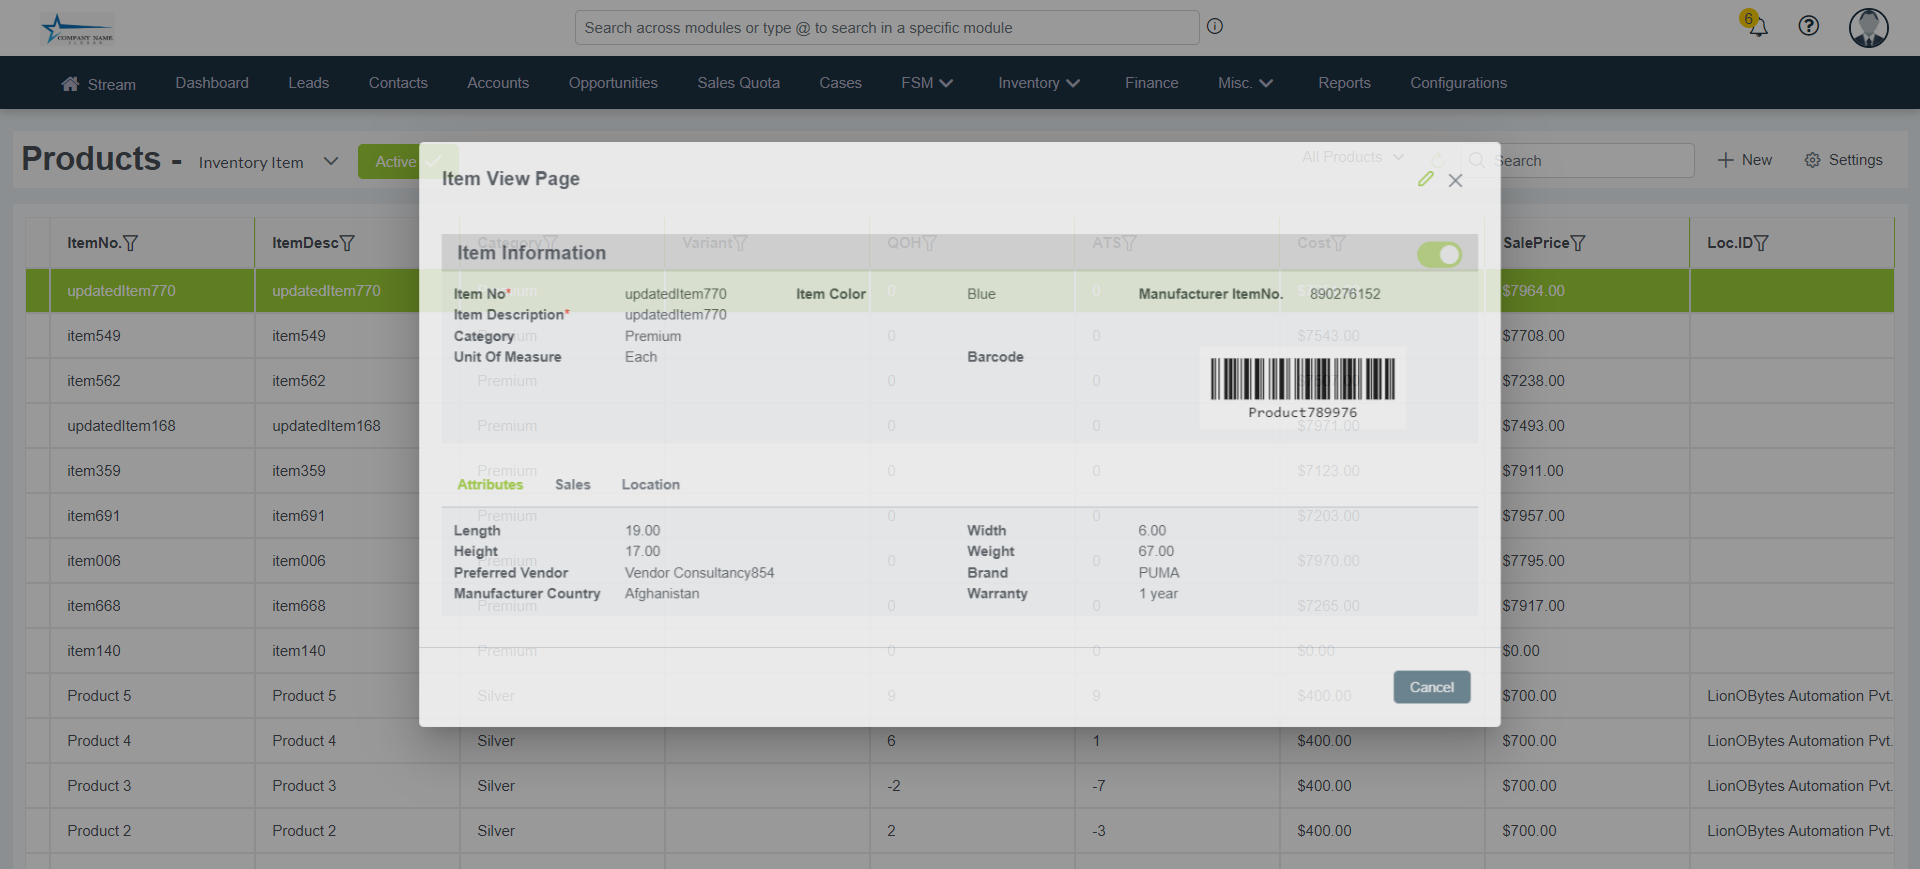 COMPANY NAME
Search across modules or type @ to search in a specific module
6
Stream Dashboard Leads Contacts Accounts Opportunities Sales Quota Cases FSM Inventory Finance Misc. Reports Configurations
Products - Inventory Item Active All Products Search New Settings
Item View Page
ItemNo. ItemDesc Category Variant QOH ATS Cost SalePrice Loc.ID
Item Information
updatedItem770 updatedItem770 Premium 0 0 $7964.00
Item No* updatedItem770 Item Color Blue Manufacturer ItemNo. 890276152
Item Description* updatedItem770
item549 item549 Premium 0 0 $7543.00 $7708.00
Category Premium
Unit Of Measure Each Barcode
item562 item562 Premium 0 0 $7238.00
Product789976
updatedItem168 updatedItem168 Premium 0 0 $7971.00 $7493.00
item359 item359 Premium 0 0 $7123.00 $7911.00
Attributes Sales Location
item691 item691 Premium 0 0 $7203.00 $7957.00
Length 19.00 Width 6.00
Height 17.00 Weight 67.00
item006 item006 Premium 0 0 $7970.00 $7795.00
Preferred Vendor Vendor Consultancy854 Brand PUMA
Manufacturer Country Afghanistan Warranty 1 year
item668 item668 Premium 0 0 $7265.00 $7917.00
item140 item140 Premium 0 0 $0.00 $0.00
Cancel
Product 5 Product 5 Silver 9 9 $400.00 $700.00 LionOBytes Automation Pvt.
Product 4 Product 4 Silver 6 1 $400.00 $700.00 LionOBytes Automation Pvt.
Product 3 Product 3 Silver -2 -7 $400.00 $700.00 LionOBytes Automation Pvt.
Product 2 Product 2 Silver 2 -3 $400.00 $700.00 LionOBytes Automation Pvt.